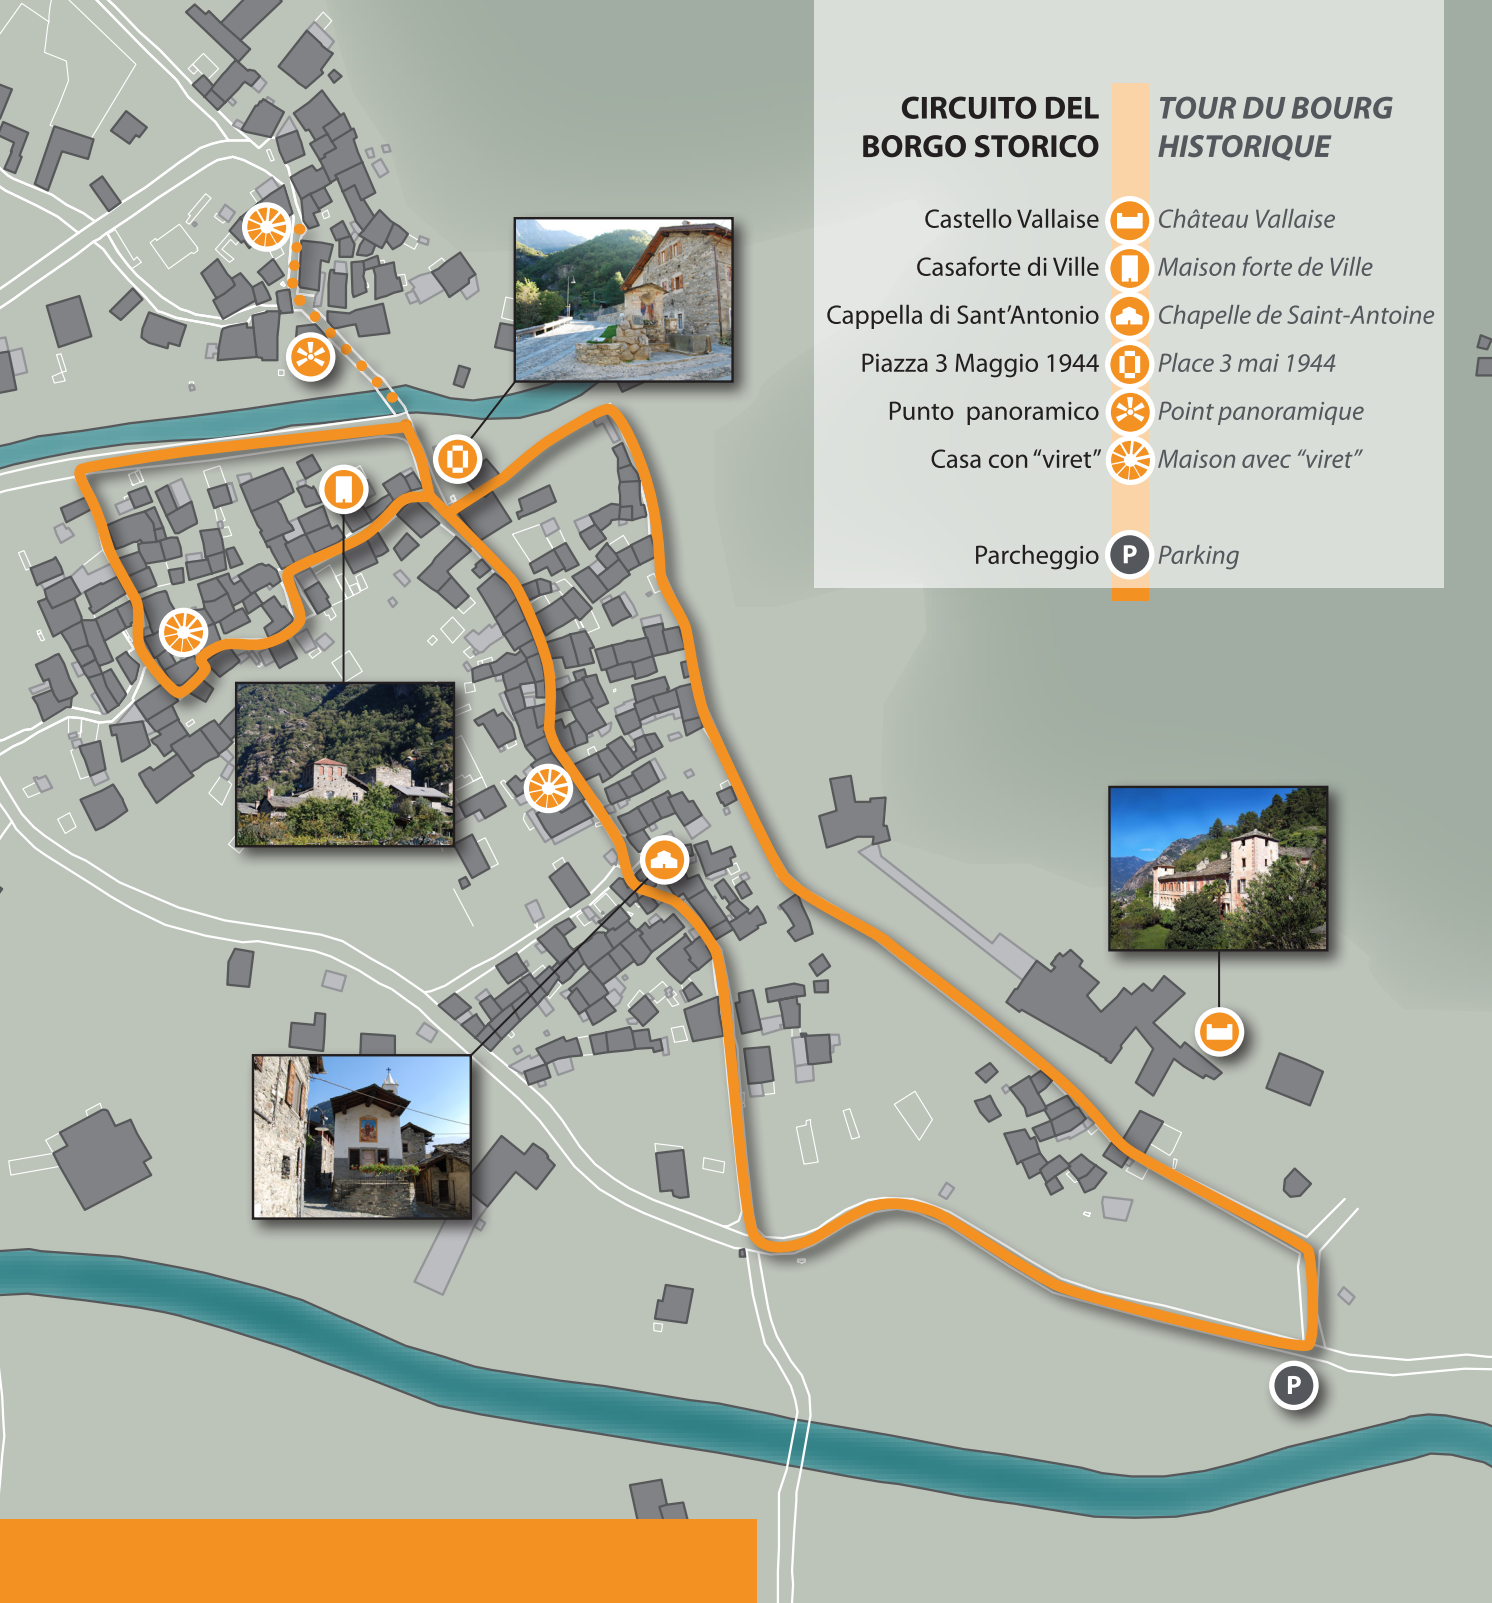 CIRCUITO DEL
BORGO STORICO
TOUR DU BOURG
HISTORIQUE
Castello Vallaise Château Vallaise
Casaforte di Ville Maison forte de Ville
Cappella di Sant’Antonio Chapelle de Saint-Antoine
Piazza 3 Maggio 1944 Place 3 mai 1944
Punto panoramico Point panoramique
Casa con “viret” Maison avec “viret”
Parcheggio P Parking
P